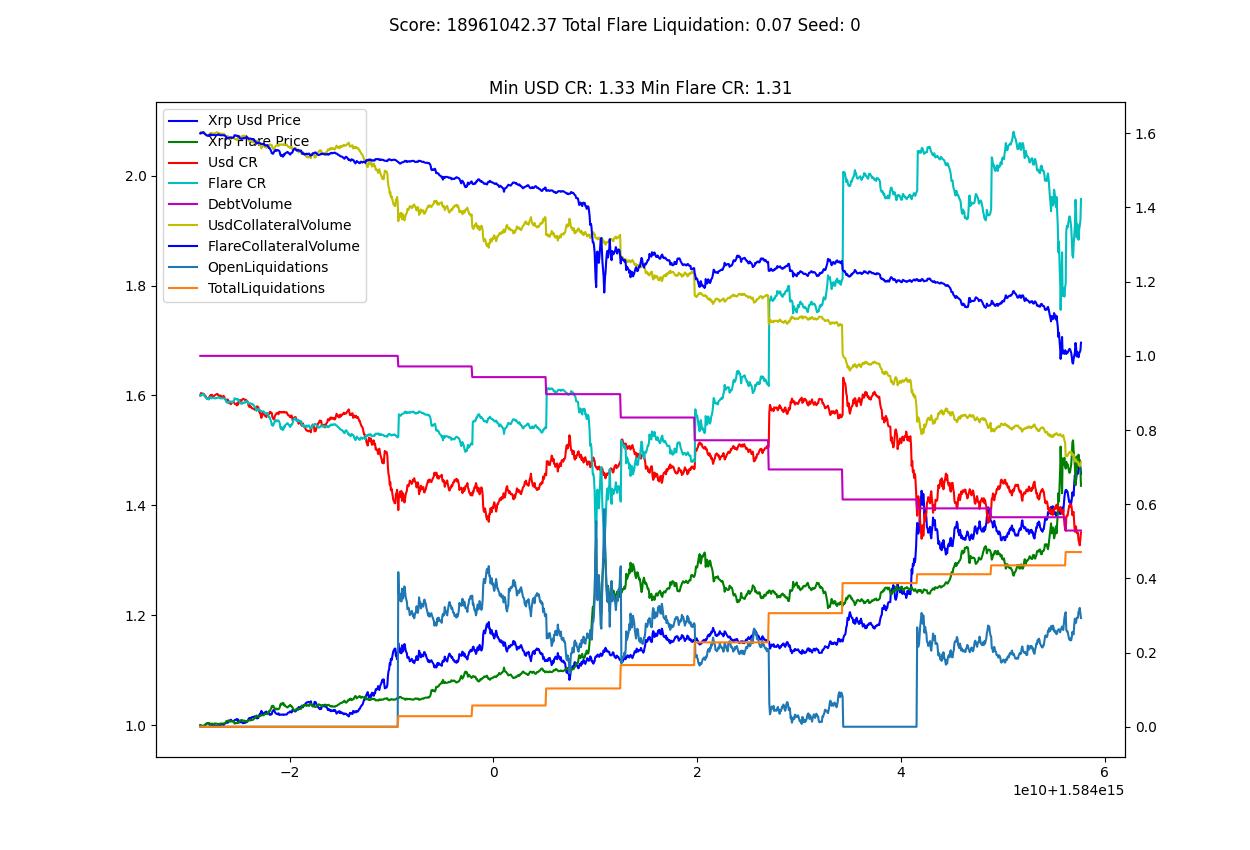 Score: 18961042.37 Total Flare Liquidation: 0.07 Seed: 0
Min USD CR: 1.33 Min Flare CR: 1.31
Xrp Usd Price
Xrp Flare Price
Usd CR
Flare CR
DebtVolume
UsdCollateralVolume
FlareCollateralVolume
OpenLiquidations
TotalLiquidations
2.0
1.8
1.6
1.4
1.2
1.0
1.6
1.4
1.2
1.0
0.8
0.6
0.4
0.2
0.0
−2
0
2
4
6
1e10+1.584e15